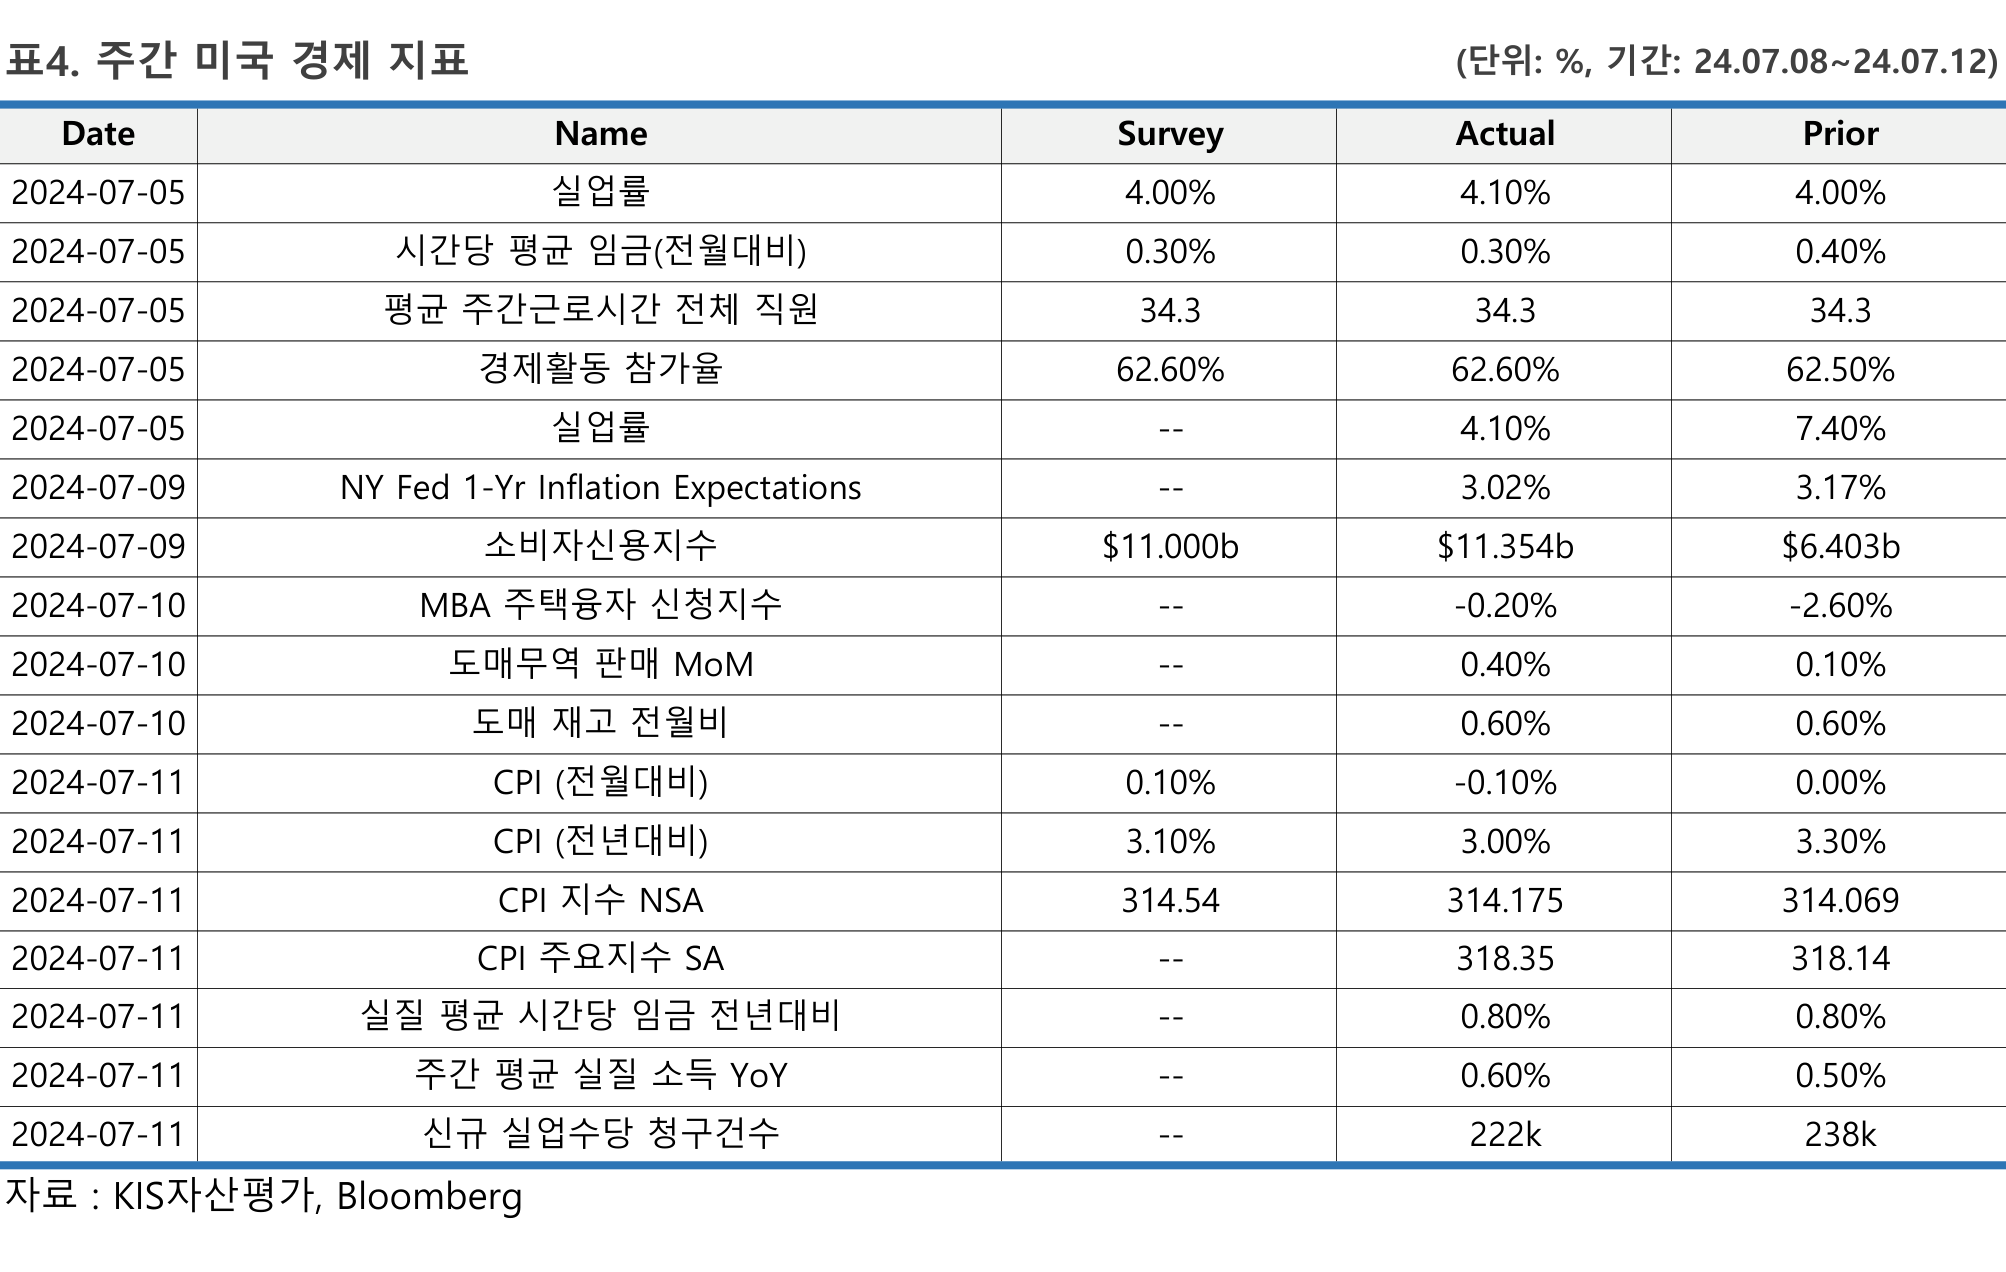 표4. 주간 미국 경제 지표 (단위: %, 기간: 24.07.08~24.07.12)
Date Name Survey Actual Prior
2024-07-05 실업률 4.00% 4.10% 4.00%
2024-07-05 시간당 평균 임금(전월대비) 0.30% 0.30% 0.40%
2024-07-05 평균 주간근로시간 전체 직원 34.3 34.3 34.3
2024-07-05 경제활동 참가율 62.60% 62.60% 62.50%
2024-07-05 실업률 -- 4.10% 7.40%
2024-07-09 NY Fed 1-Yr Inflation Expectations -- 3.02% 3.17%
2024-07-09 소비자신용지수 $11.000b $11.354b $6.403b
2024-07-10 MBA 주택융자 신청지수 -- -0.20% -2.60%
2024-07-10 도매무역 판매 MoM -- 0.40% 0.10%
2024-07-10 도매 재고 전월비 -- 0.60% 0.60%
2024-07-11 CPI (전월대비) 0.10% -0.10% 0.00%
2024-07-11 CPI (전년대비) 3.10% 3.00% 3.30%
2024-07-11 CPI 지수 NSA 314.54 314.175 314.069
2024-07-11 CPI 주요지수 SA -- 318.35 318.14
2024-07-11 실질 평균 시간당 임금 전년대비 -- 0.80% 0.80%
2024-07-11 주간 평균 실질 소득 YoY -- 0.60% 0.50%
2024-07-11 신규 실업수당 청구건수 -- 222k 238k
자료 : KIS자산평가, Bloomberg